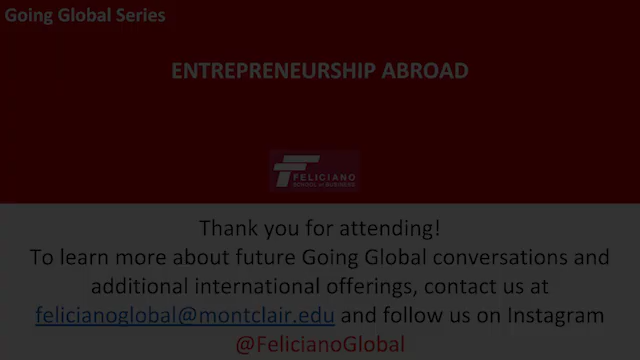 Going Global Series
ENTREPRENEURSHIP ABROAD
FELICIANO
SCHOOL of BUSINESS
Thank you for attending!
To learn more about future Going Global conversations and
additional international offerings, contact us at
felicianoglobal@montclair.edu and follow us on Instagram
@FelicianoGlobal